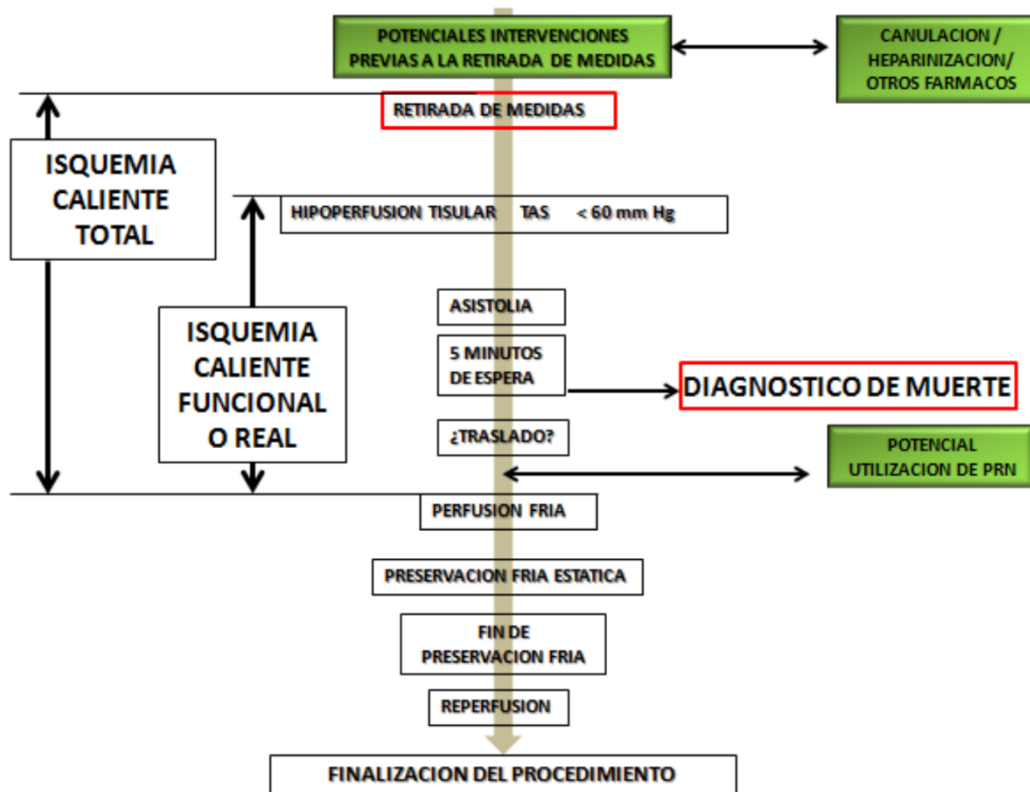 POTENCIALES INTERVENCIONES
PREVIAS A LA RETIRADA DE MEDIDAS
CANULACION /
HEPARINIZACION/
OTROS FARMACOS
RETIRADA DE MEDIDAS
ISQUEMIA
CALIENTE
TOTAL
HIPOPERFUSION TISULAR TAS < 60 mm Hg
ASISTOLIA
ISQUEMIA
CALIENTE
FUNCIONAL
O REAL
5 MINUTOS
DE ESPERA
DIAGNOSTICO DE MUERTE
¿TRASLADO?
POTENCIAL
UTILIZACION DE PRN
PERFUSION FRIA
PRESERVACION FRIA ESTATICA
FIN DE
PRESERVACION FRIA
REPERFUSION
FINALIZACION DEL PROCEDIMIENTO